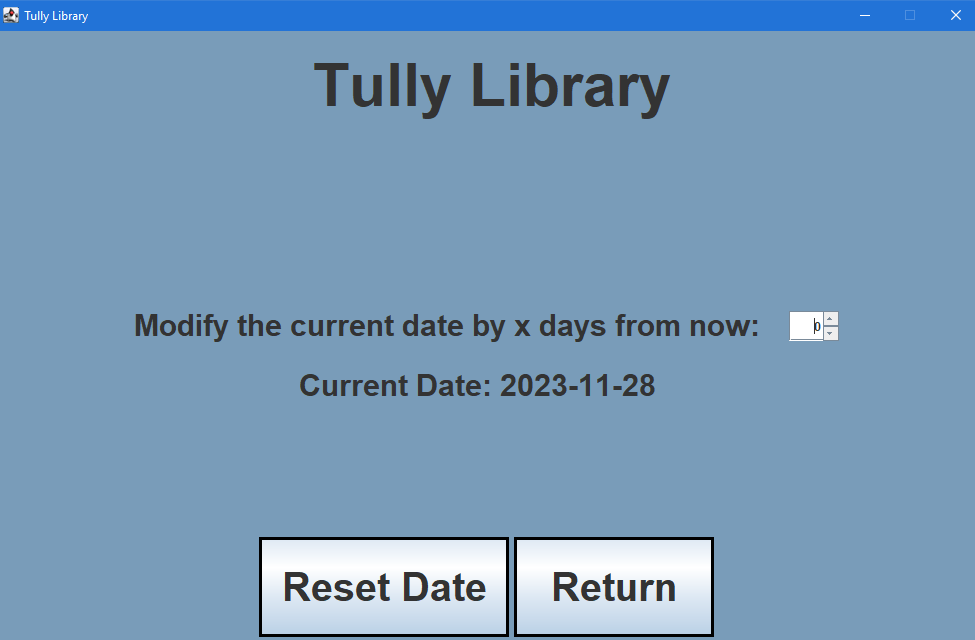 Tully Library
Tully Library
Modify the current date by x days from now: 0
Current Date: 2023-11-28
Reset Date Return